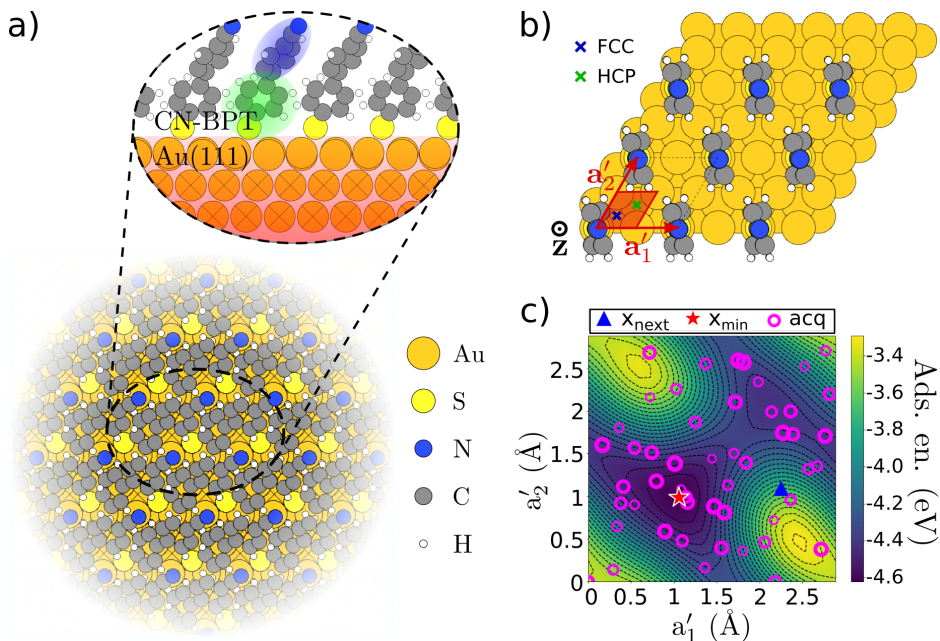 a)
CN-BPT
Au(111)
Au
S
N
C
H
b)
FCC
HCP
a′₂
a′₁
z
c)
x_next x_min acq
2.5
2
1.5
1
0.5
0
a′₂ (Å)
0 0.5 1 1.5 2 2.5
a′₁ (Å)
-3.4
-3.6
-3.8
-4.0
-4.2
-4.4
-4.6
Ads. en. (eV)